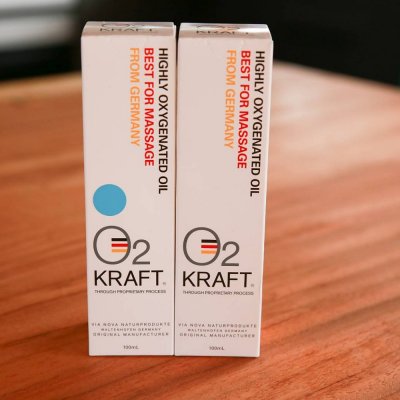 KRAFT
HIGHLY OXYGENATED OIL
BEST FOR MASSAGE
FROM GERMANY
O2
KRAFT®
THROUGH PROPRIETARY PROCESS
VIA NOVA NATURPRODUKTE
WALTENHOFEN GERMANY
ORIGINAL MANUFACTURER
100mL
KRAFT
HIGHLY OXYGENATED OIL
BEST FOR MASSAGE
FROM GERMANY
O2
KRAFT®
THROUGH PROPRIETARY PROCESS
VIA NOVA NATURPRODUKTE
WALTENHOFEN GERMANY
ORIGINAL MANUFACTURER
100mL